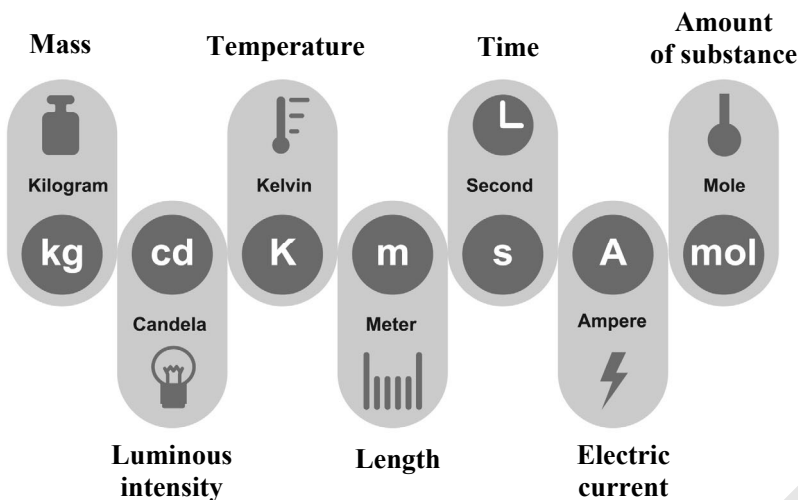 Mass
Temperature
Time
Amount
of substance
Kilogram
Kelvin
Second
Mole
kg
cd
K
m
s
A
mol
Candela
Meter
Ampere
Luminous
intensity
Length
Electric
current